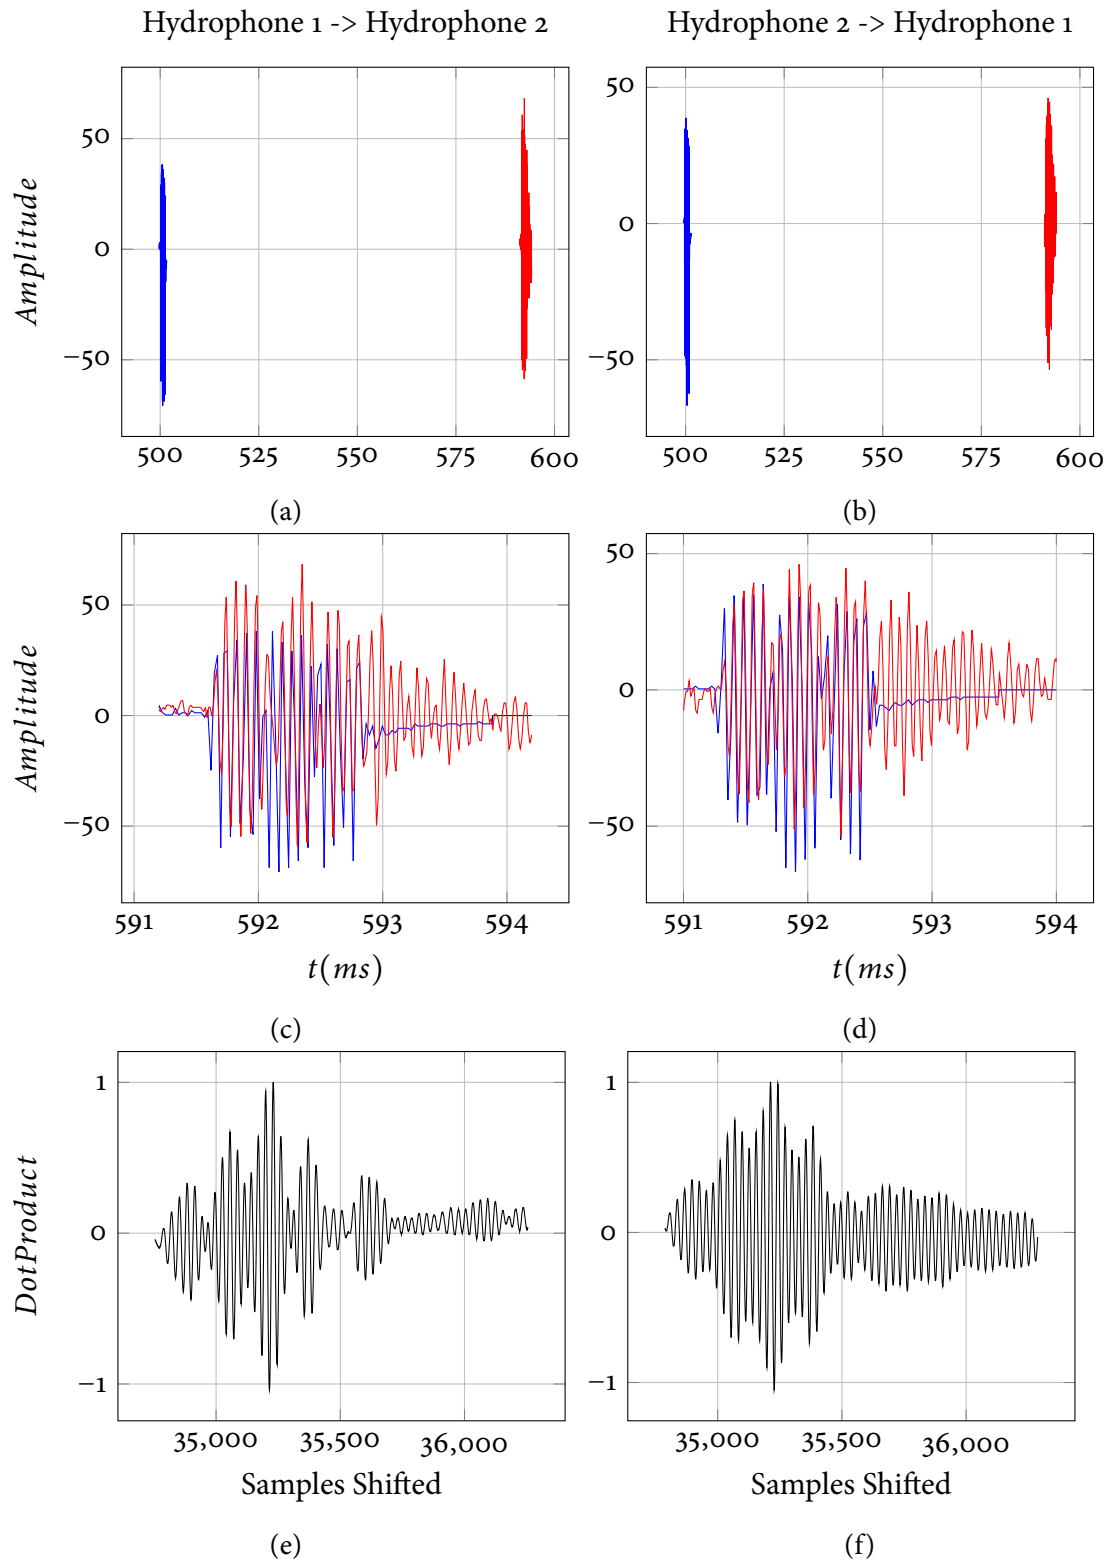 Hydrophone 1 -> Hydrophone 2
Hydrophone 2 -> Hydrophone 1
Amplitude
50
0
−50
500 525 550 575 600
(a)
50
0
−50
500 525 550 575 600
(b)
Amplitude
50
0
−50
591 592 593 594
t(ms)
(c)
50
0
−50
591 592 593 594
t(ms)
(d)
DotProduct
1
0
−1
35,000 35,500 36,000
Samples Shifted
(e)
1
0
−1
35,000 35,500 36,000
Samples Shifted
(f)